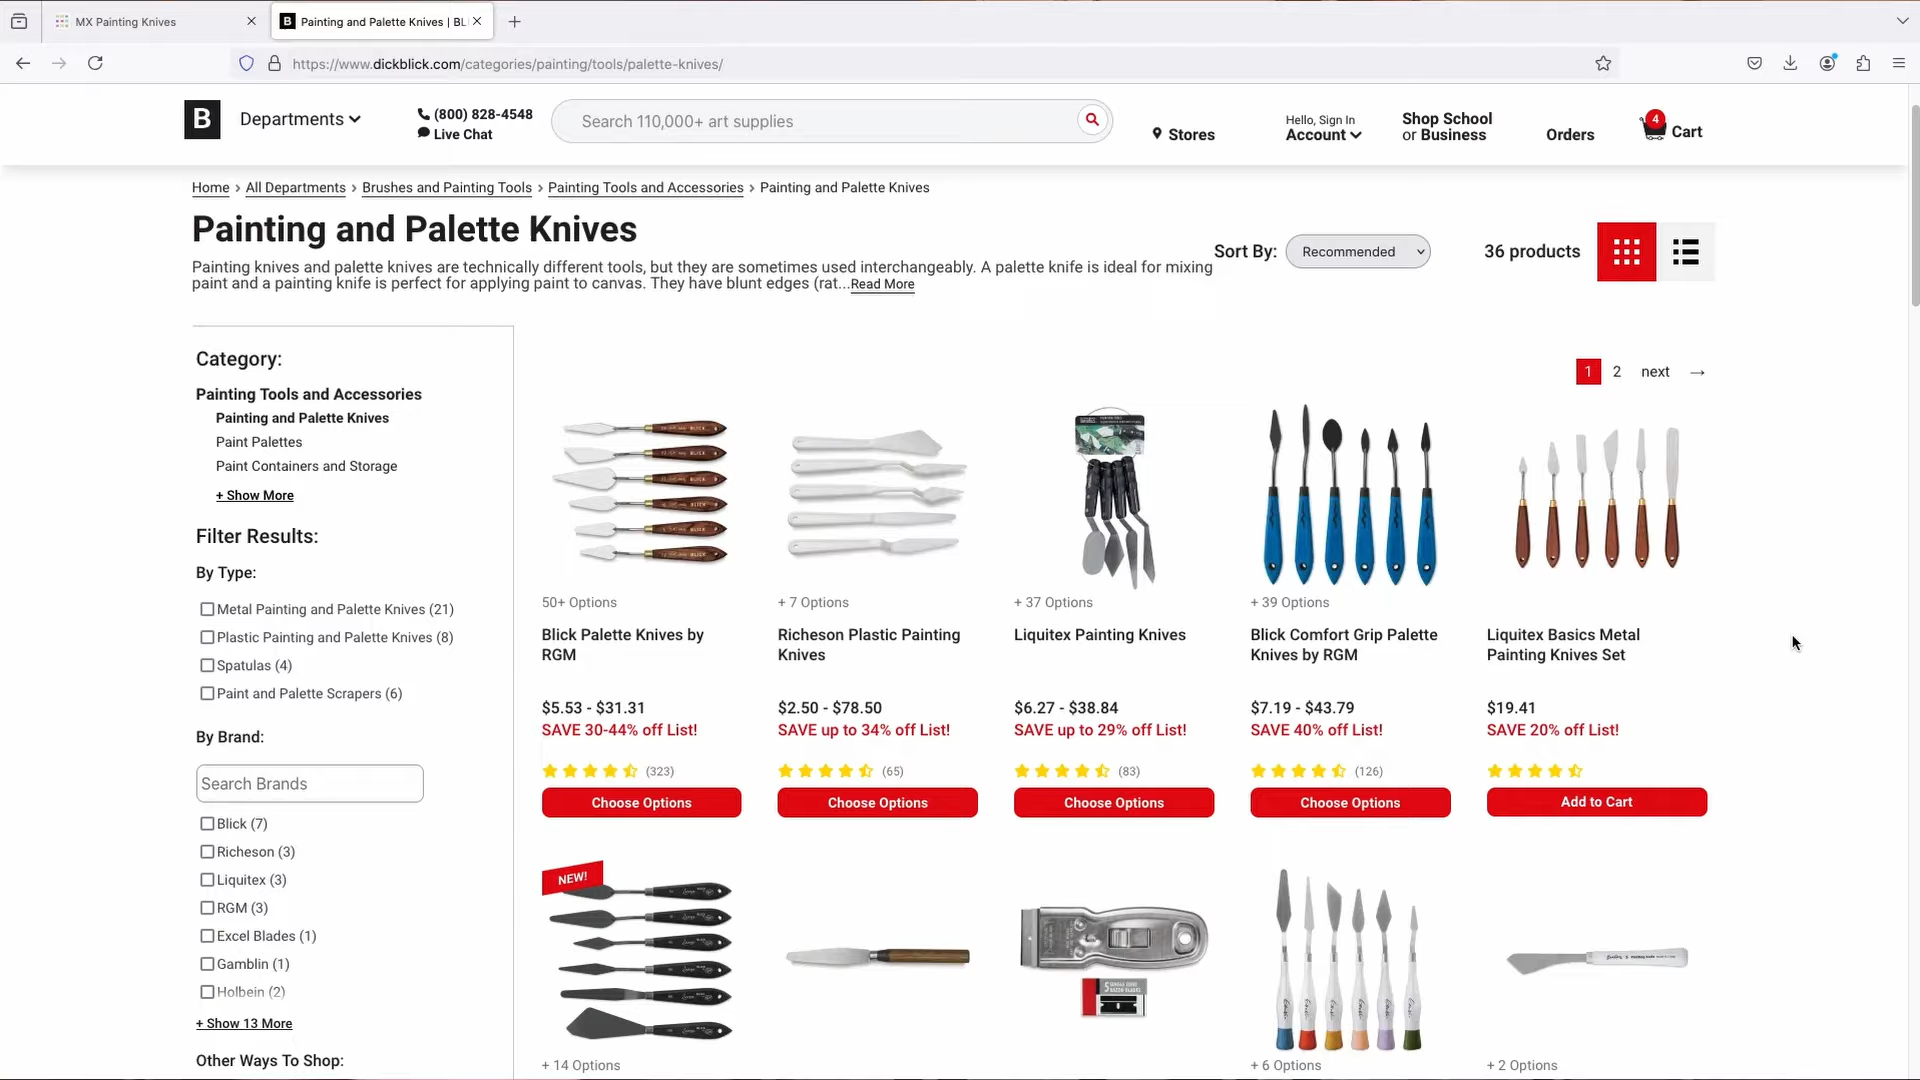 MX Painting Knives
Painting and Palette Knives | BL
https://www.dickblick.com/categories/painting/tools/palette-knives/
B
Departments
(800) 828-4548
Live Chat
Search 110,000+ art supplies
Stores
Hello, Sign In
Account
Shop School
or Business
Orders
4
Cart
Home › All Departments › Brushes and Painting Tools › Painting Tools and Accessories › Painting and Palette Knives
Painting and Palette Knives
Painting knives and palette knives are technically different tools, but they are sometimes used interchangeably. A palette knife is ideal for mixing
paint and a painting knife is perfect for applying paint to canvas. They have blunt edges (rat...Read More
Sort By:
Recommended
36 products
Category:
Painting Tools and Accessories
Painting and Palette Knives
Paint Palettes
Paint Containers and Storage
+ Show More
Filter Results:
By Type:
Metal Painting and Palette Knives (21)
Plastic Painting and Palette Knives (8)
Spatulas (4)
Paint and Palette Scrapers (6)
By Brand:
Search Brands
Blick (7)
Richeson (3)
Liquitex (3)
RGM (3)
Excel Blades (1)
Gamblin (1)
Holbein (2)
+ Show 13 More
Other Ways To Shop:
1 2 next →
50+ Options
Blick Palette Knives by
RGM
$5.53 - $31.31
SAVE 30-44% off List!
(323)
Choose Options
+ 7 Options
Richeson Plastic Painting
Knives
$2.50 - $78.50
SAVE up to 34% off List!
(65)
Choose Options
+ 37 Options
Liquitex Painting Knives
$6.27 - $38.84
SAVE up to 29% off List!
(83)
Choose Options
+ 39 Options
Blick Comfort Grip Palette
Knives by RGM
$7.19 - $43.79
SAVE 40% off List!
(126)
Choose Options
Liquitex Basics Metal
Painting Knives Set
$19.41
SAVE 20% off List!
Add to Cart
NEW!
+ 14 Options
+ 6 Options
+ 2 Options